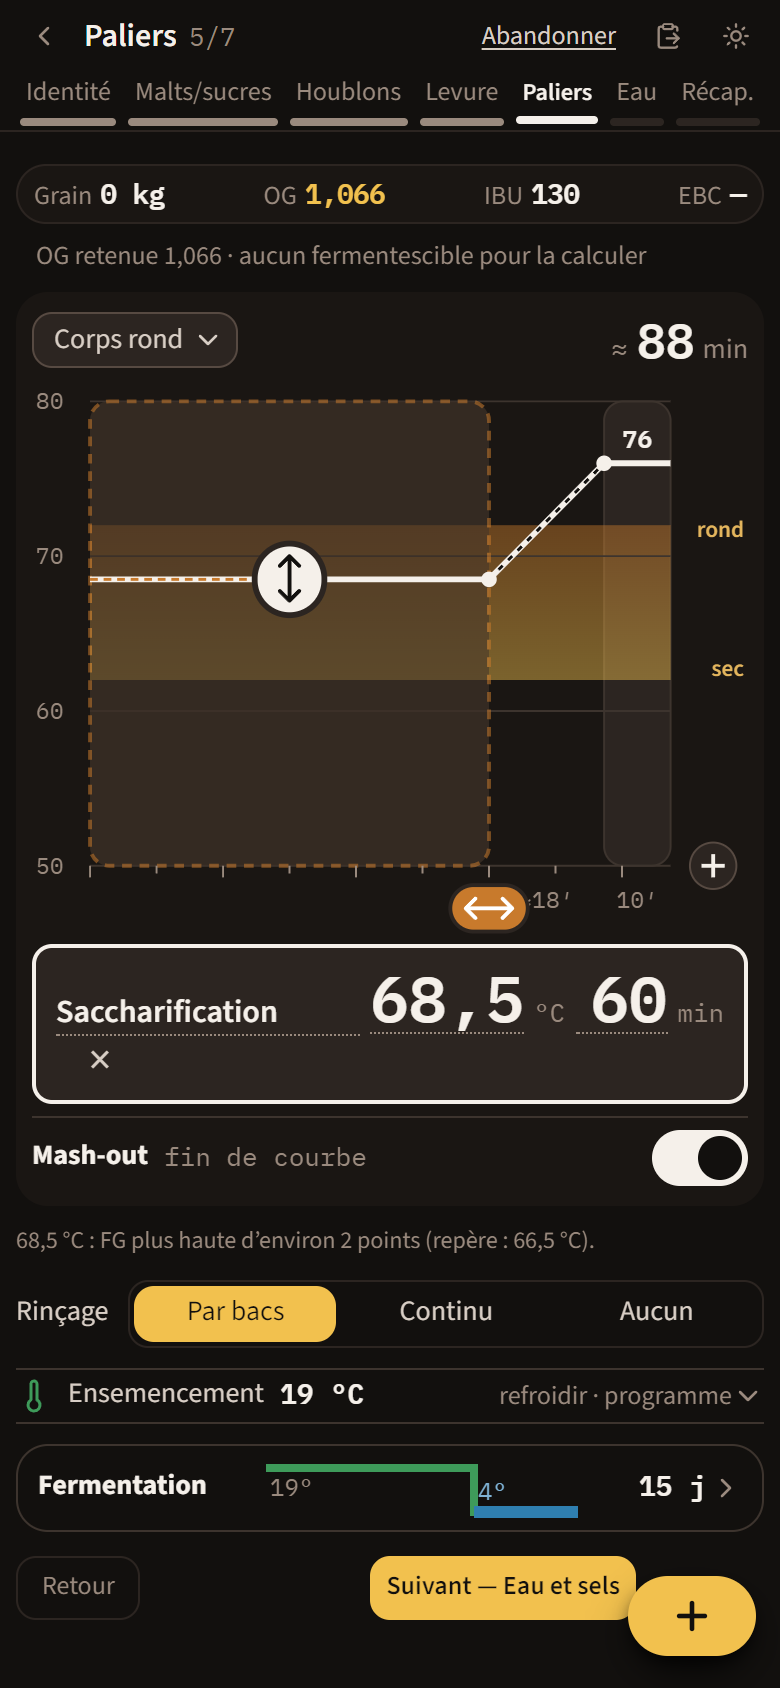 Paliers 5/7 Abandonner
Identité Malts/sucres Houblons Levure Paliers Eau Récap.
Grain 0 kg OG 1,066 IBU 130 EBC —
OG retenue 1,066 · aucun fermentescible pour la calculer
Corps rond ≈ 88 min
80
76
rond
70
sec
60
50
18′ 10′
Saccharification 68,5 °C 60 min
Mash-out fin de courbe
68,5 °C : FG plus haute d’environ 2 points (repère : 66,5 °C).
Rinçage Par bacs Continu Aucun
Ensemencement 19 °C refroidir · programme
Fermentation 19° 4° 15 j
Retour Suivant — Eau et sels